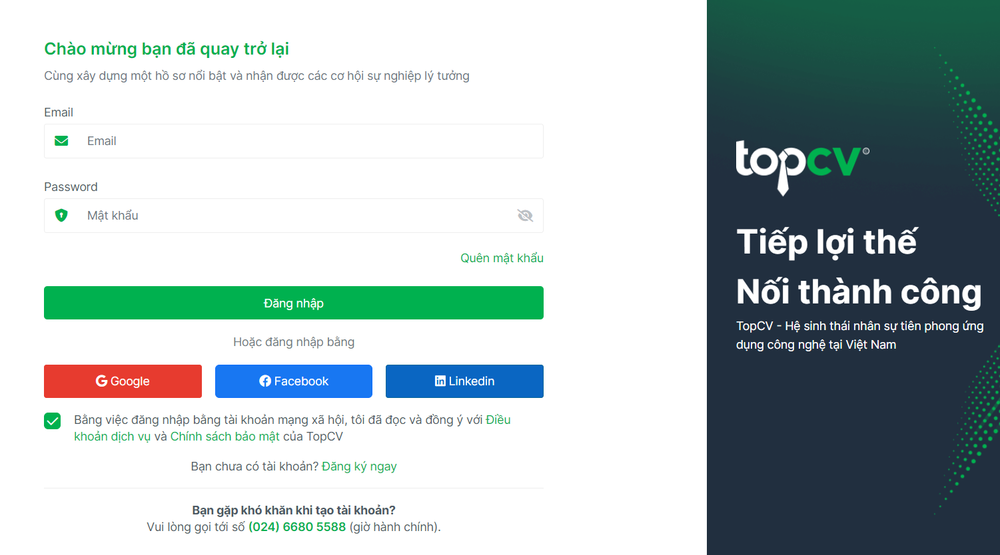 Chào mừng bạn đã quay trở lại
Cùng xây dựng một hồ sơ nổi bật và nhận được các cơ hội sự nghiệp lý tưởng
Email
Email
Password
Mật khẩu
Quên mật khẩu
Đăng nhập
Hoặc đăng nhập bằng
Google
Facebook
Linkedin
Bằng việc đăng nhập bằng tài khoản mạng xã hội, tôi đã đọc và đồng ý với Điều
khoản dịch vụ và Chính sách bảo mật của TopCV
Bạn chưa có tài khoản? Đăng ký ngay
Bạn gặp khó khăn khi tạo tài khoản?
Vui lòng gọi tới số (024) 6680 5588 (giờ hành chính).
topcv
Tiếp lợi thế
Nối thành công
TopCV - Hệ sinh thái nhân sự tiên phong ứng
dụng công nghệ tại Việt Nam